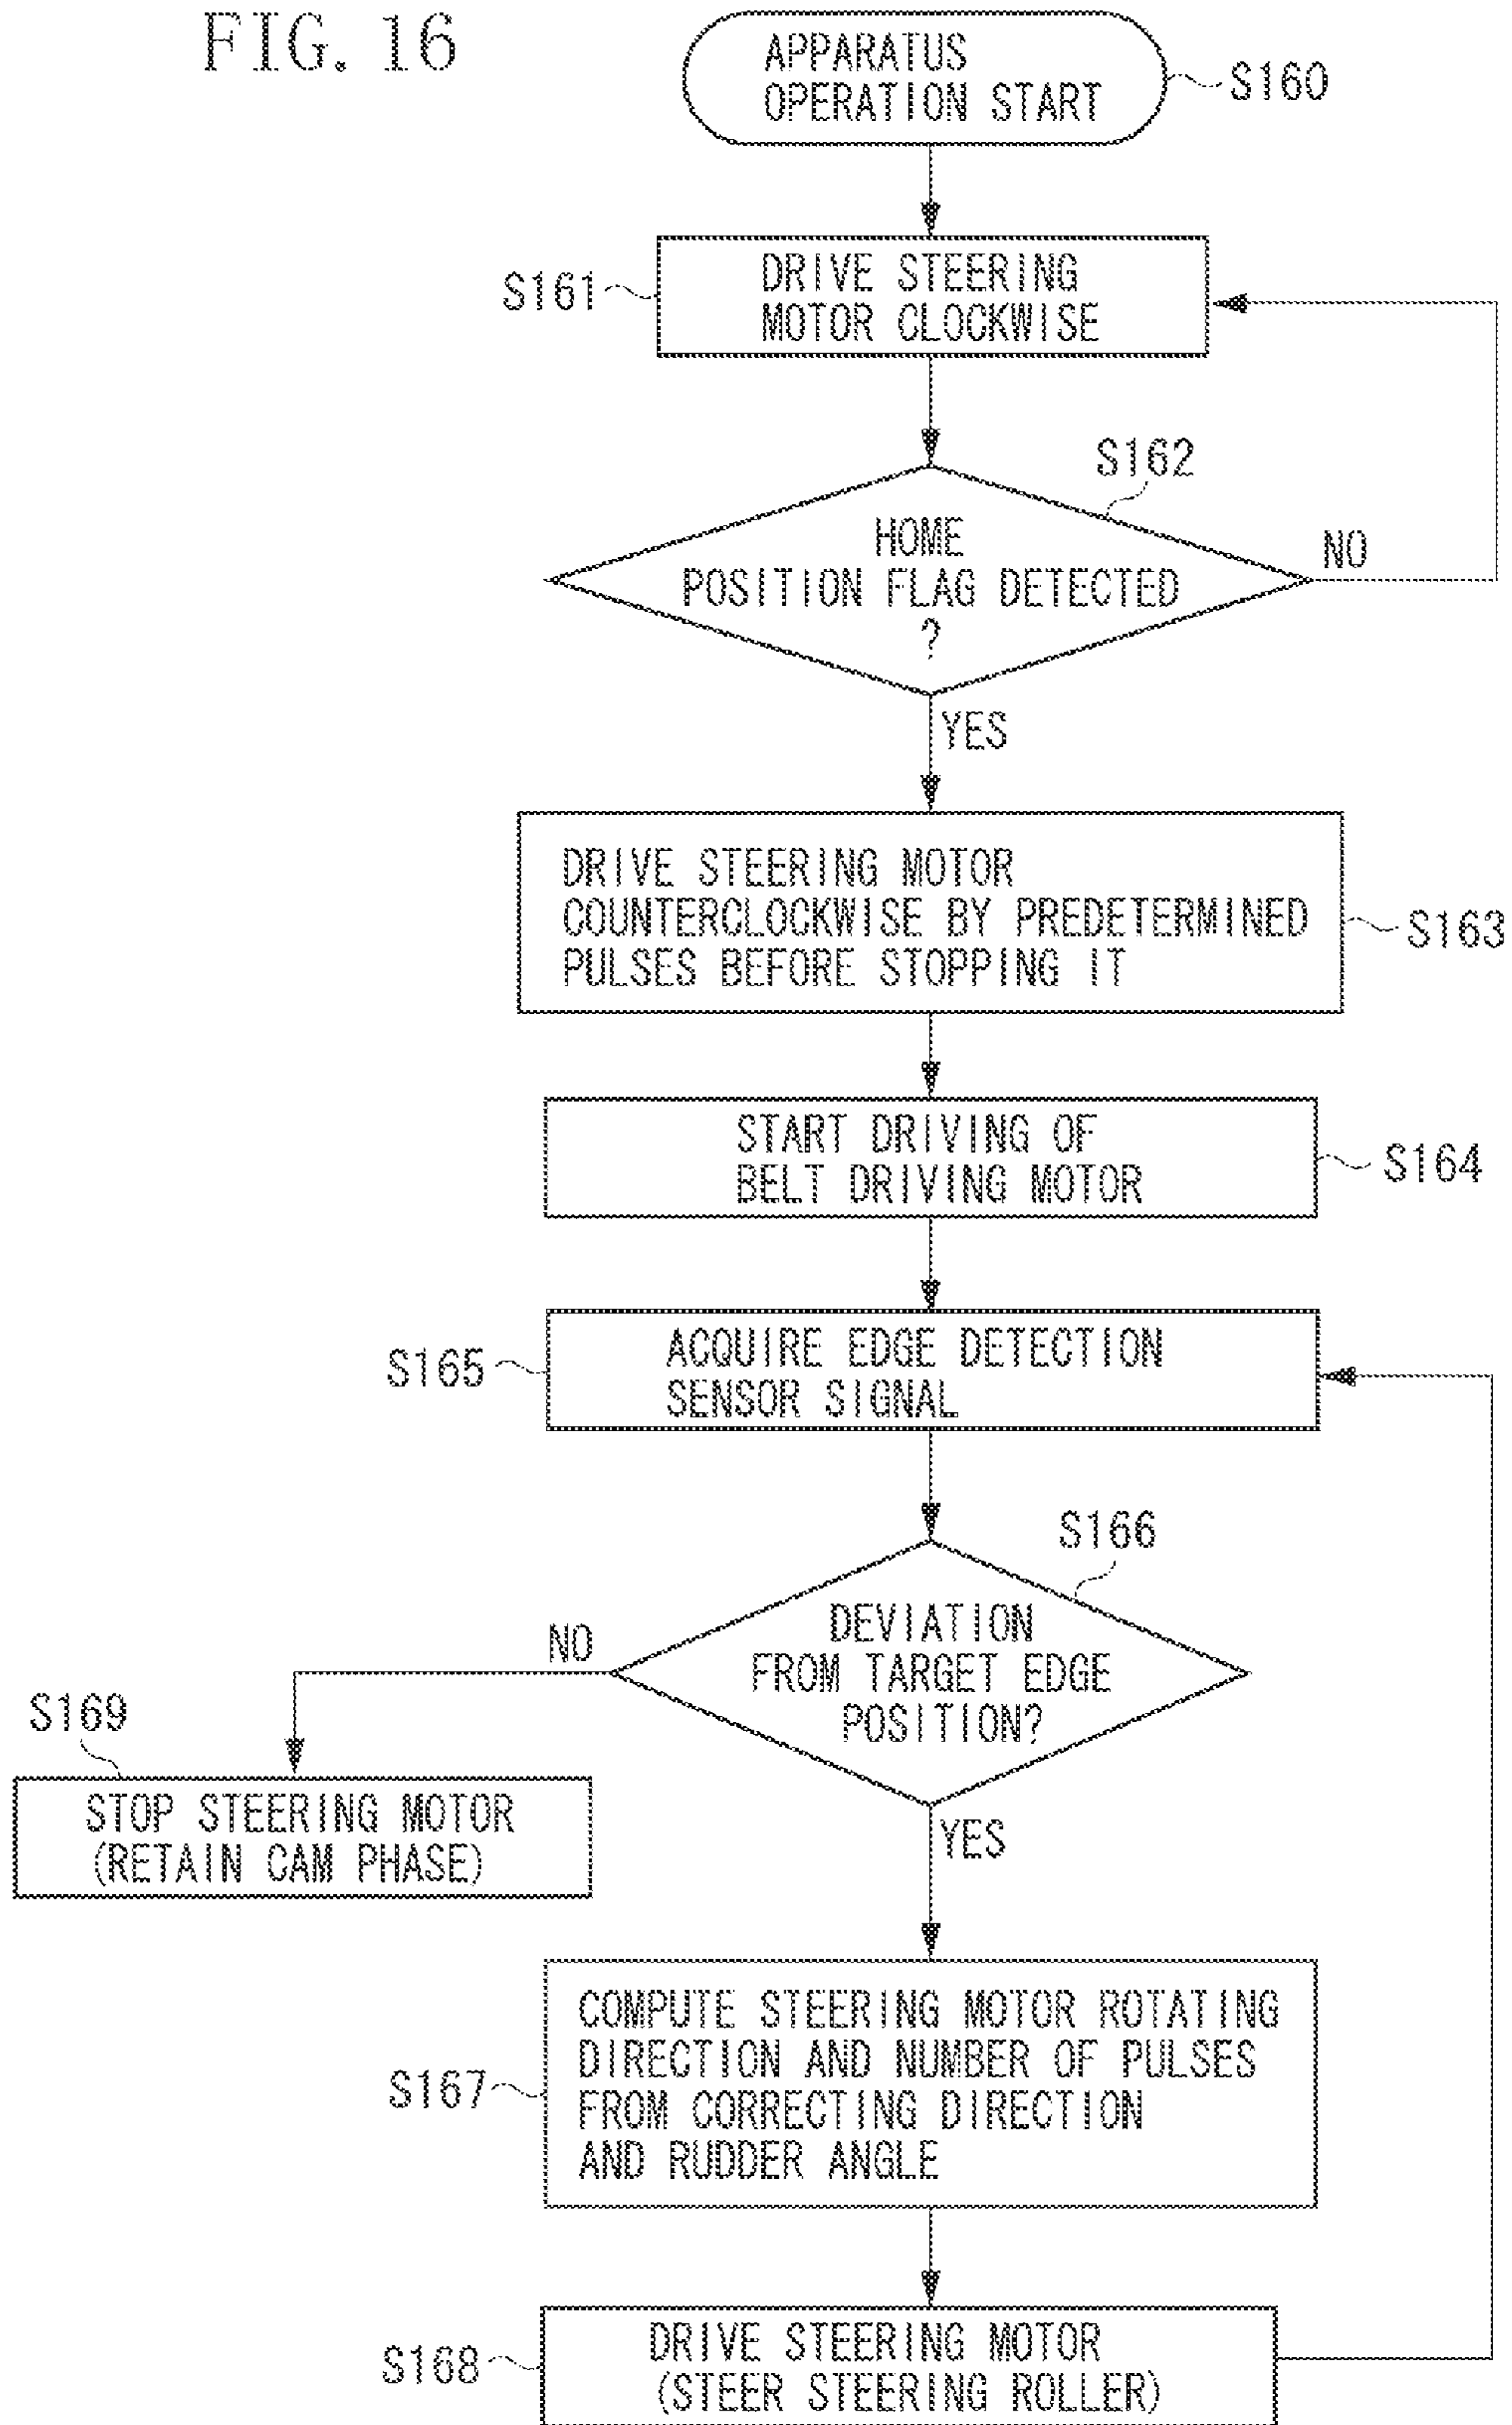 FIG. 16
APPARATUS
OPERATION START
S160
S161
DRIVE STEERING
MOTOR CLOCKWISE
S162
HOME
POSITION FLAG DETECTED
?
NO
YES
DRIVE STEERING MOTOR
COUNTERCLOCKWISE BY PREDETERMINED
PULSES BEFORE STOPPING IT
S163
START DRIVING OF
BELT DRIVING MOTOR
S164
S165
ACQUIRE EDGE DETECTION
SENSOR SIGNAL
S166
DEVIATION
FROM TARGET EDGE
POSITION?
NO
S169
STOP STEERING MOTOR
(RETAIN CAM PHASE)
YES
S167
COMPUTE STEERING MOTOR ROTATING
DIRECTION AND NUMBER OF PULSES
FROM CORRECTING DIRECTION
AND RUDDER ANGLE
S168
DRIVE STEERING MOTOR
(STEER STEERING ROLLER)